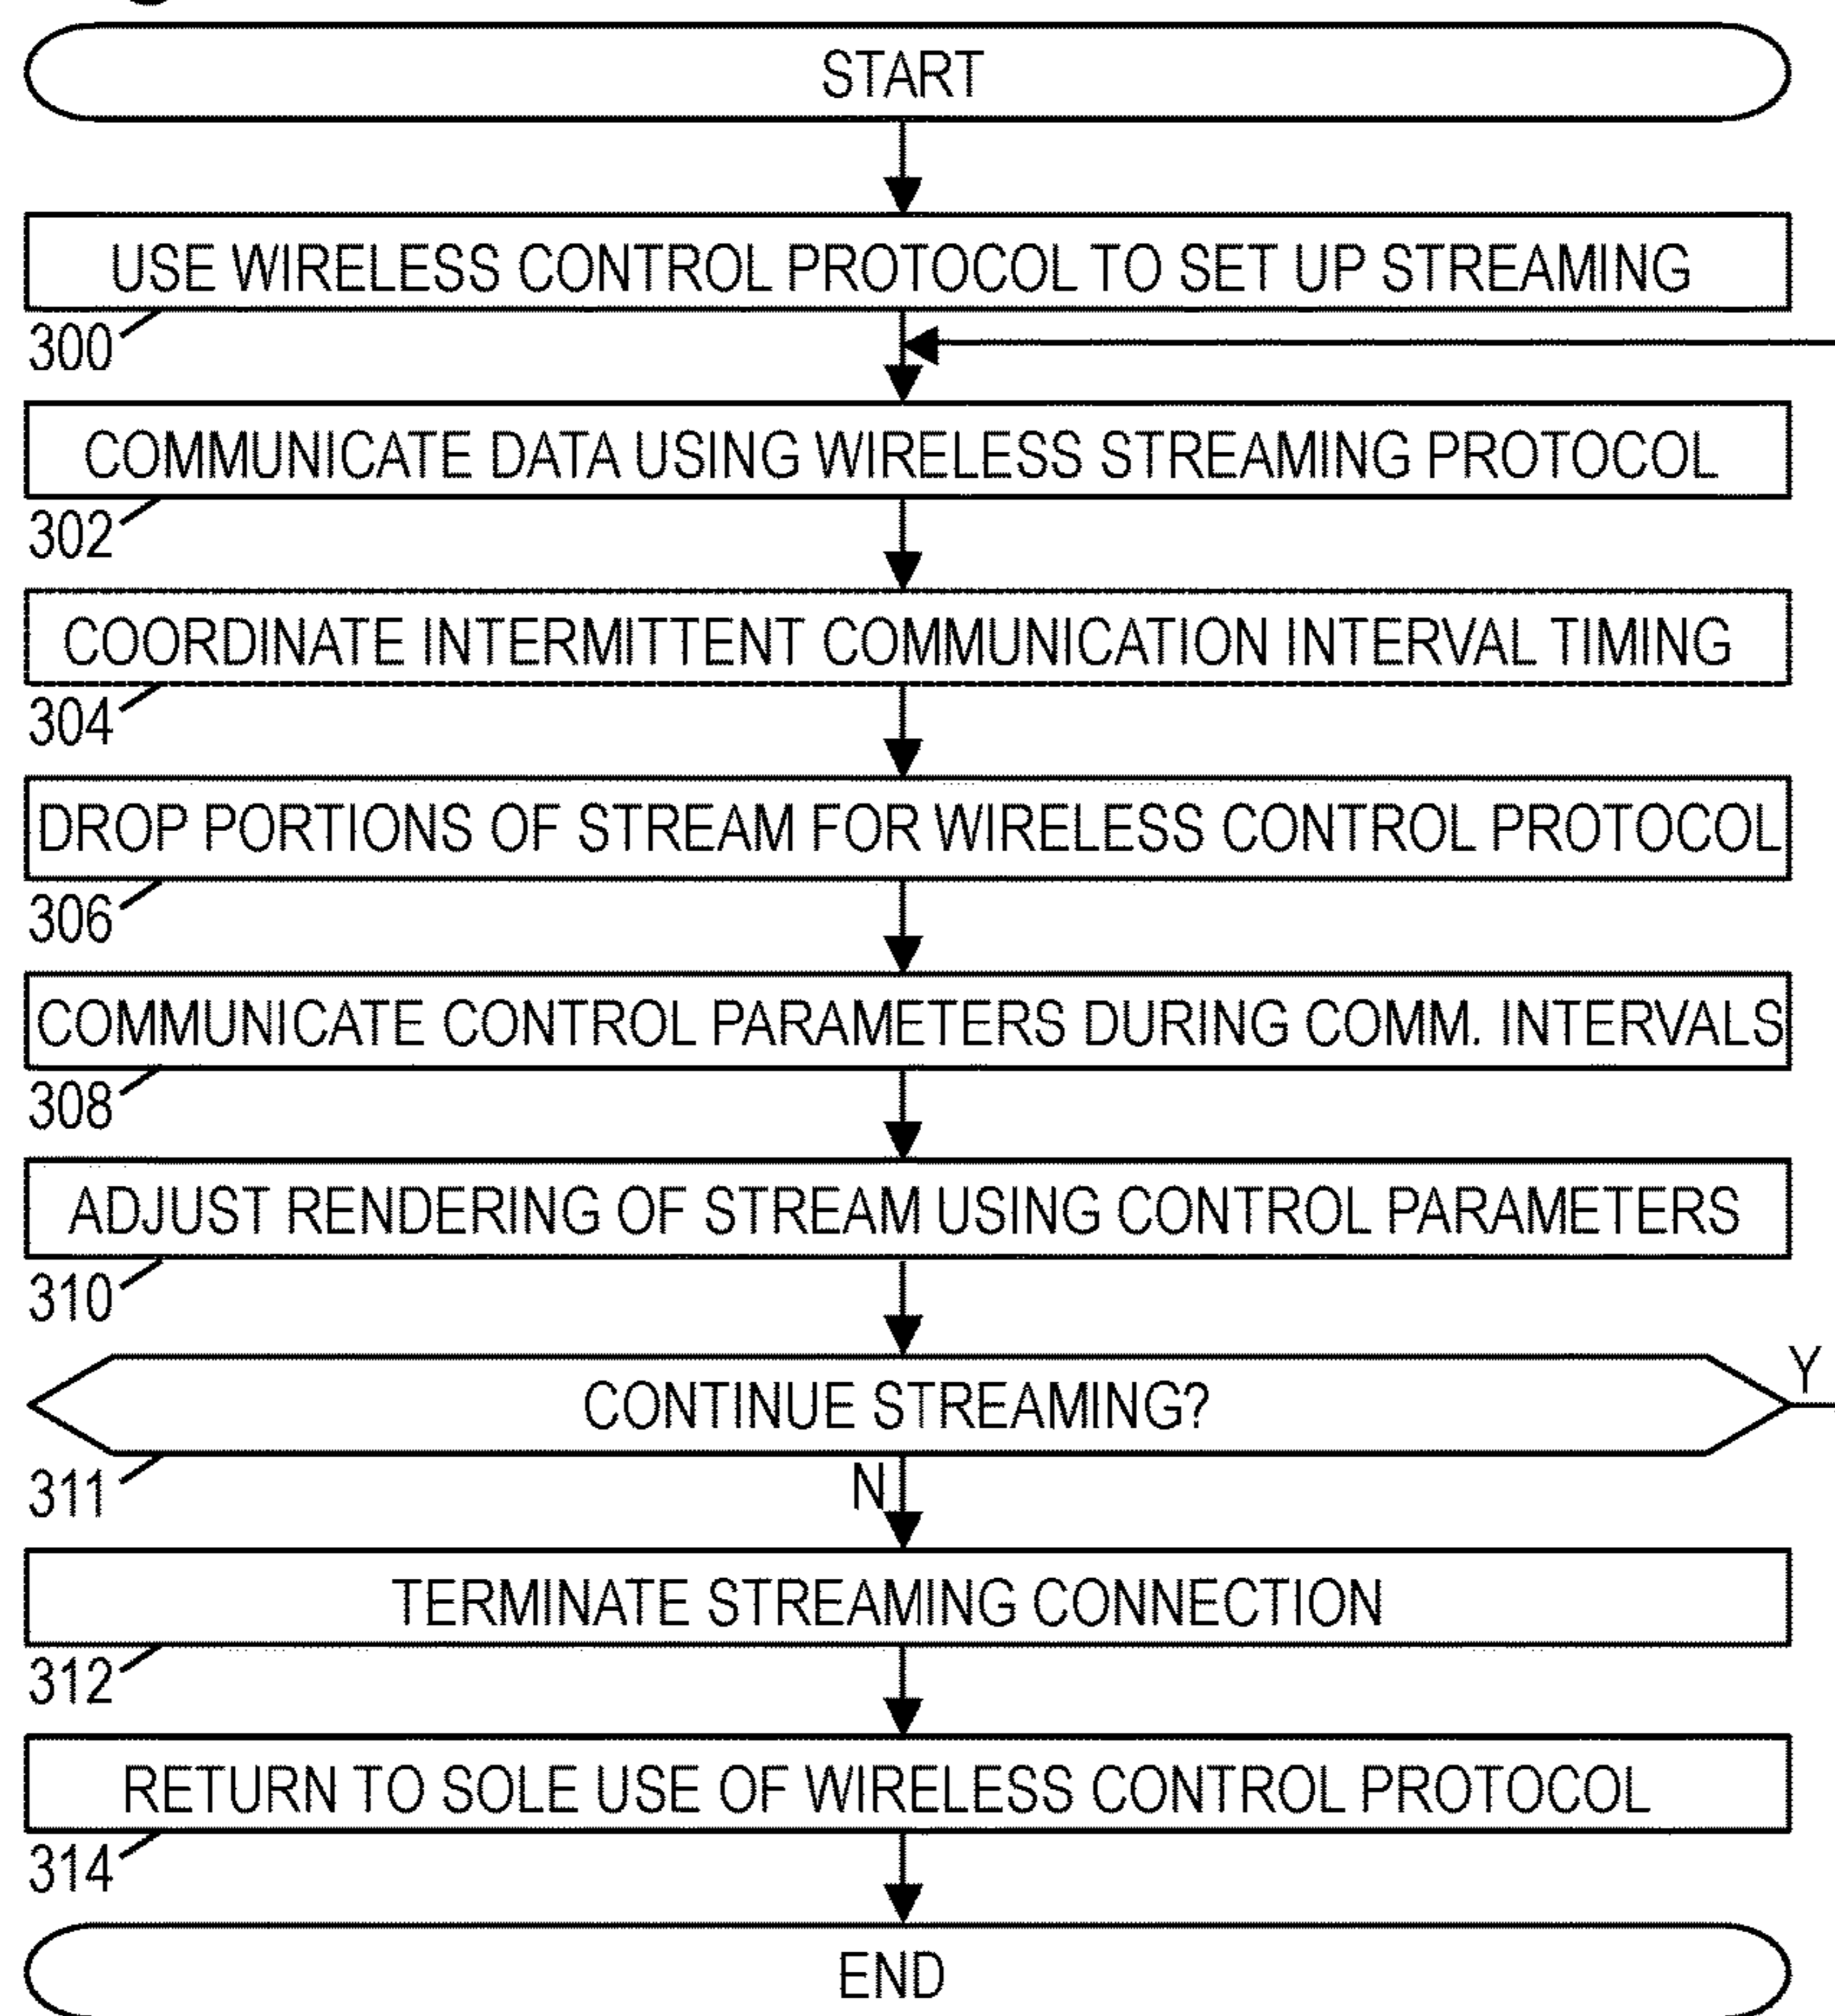 START
USE WIRELESS CONTROL PROTOCOL TO SET UP STREAMING
300
COMMUNICATE DATA USING WIRELESS STREAMING PROTOCOL
302
COORDINATE INTERMITTENT COMMUNICATION INTERVAL TIMING
304
DROP PORTIONS OF STREAM FOR WIRELESS CONTROL PROTOCOL
306
COMMUNICATE CONTROL PARAMETERS DURING COMM. INTERVALS
308
ADJUST RENDERING OF STREAM USING CONTROL PARAMETERS
310
CONTINUE STREAMING?
Y
311
N
TERMINATE STREAMING CONNECTION
312
RETURN TO SOLE USE OF WIRELESS CONTROL PROTOCOL
314
END